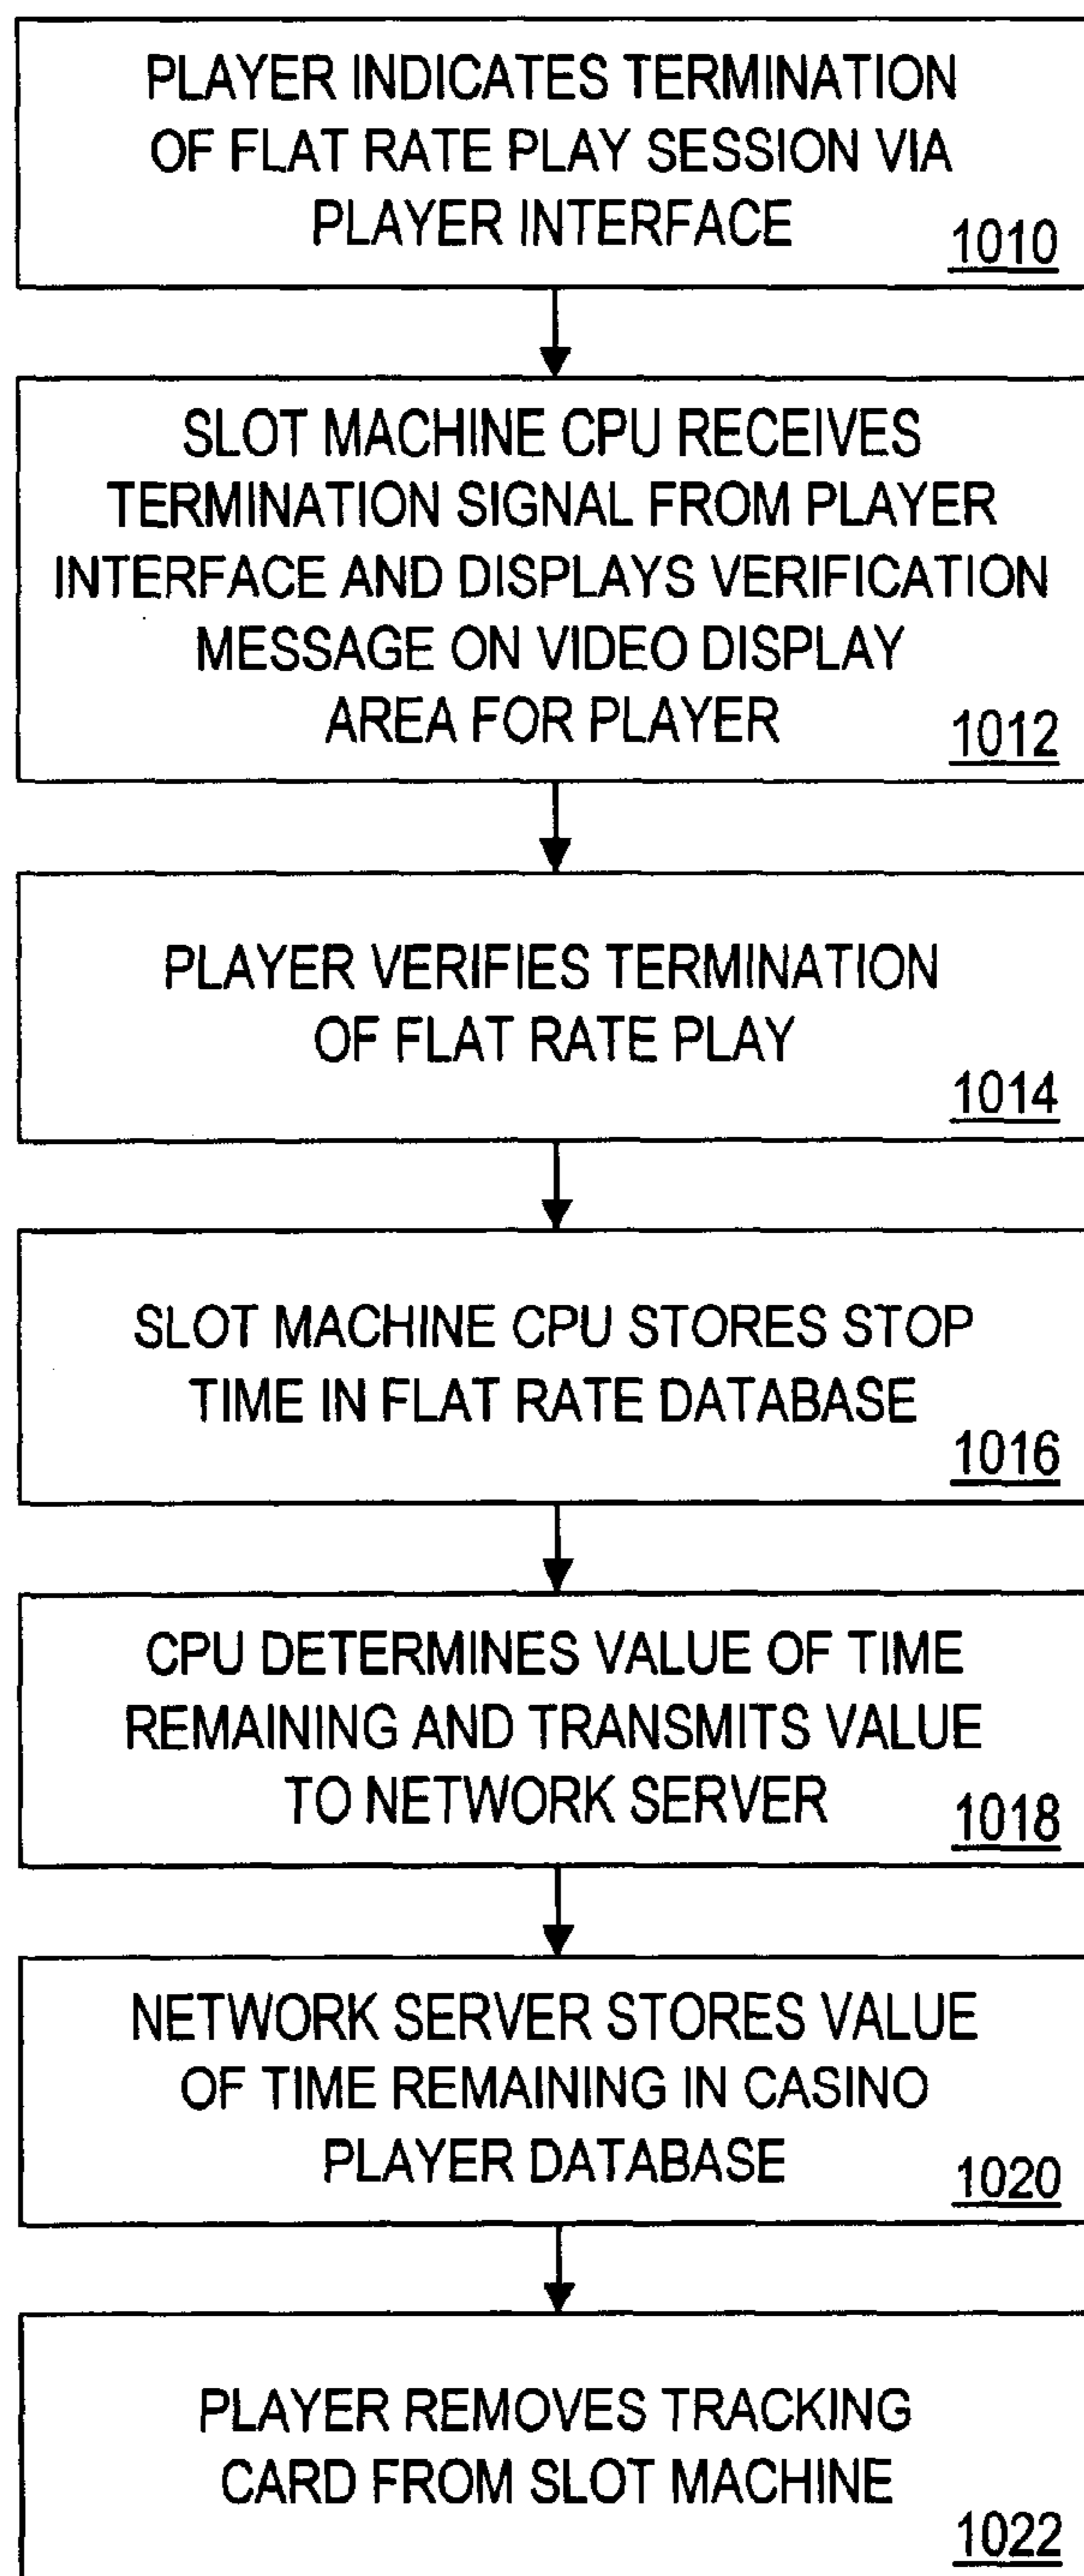 PLAYER INDICATES TERMINATION
OF FLAT RATE PLAY SESSION VIA
PLAYER INTERFACE
1010
SLOT MACHINE CPU RECEIVES
TERMINATION SIGNAL FROM PLAYER
INTERFACE AND DISPLAYS VERIFICATION
MESSAGE ON VIDEO DISPLAY
AREA FOR PLAYER
1012
PLAYER VERIFIES TERMINATION
OF FLAT RATE PLAY
1014
SLOT MACHINE CPU STORES STOP
TIME IN FLAT RATE DATABASE
1016
CPU DETERMINES VALUE OF TIME
REMAINING AND TRANSMITS VALUE
TO NETWORK SERVER
1018
NETWORK SERVER STORES VALUE
OF TIME REMAINING IN CASINO
PLAYER DATABASE
1020
PLAYER REMOVES TRACKING
CARD FROM SLOT MACHINE
1022